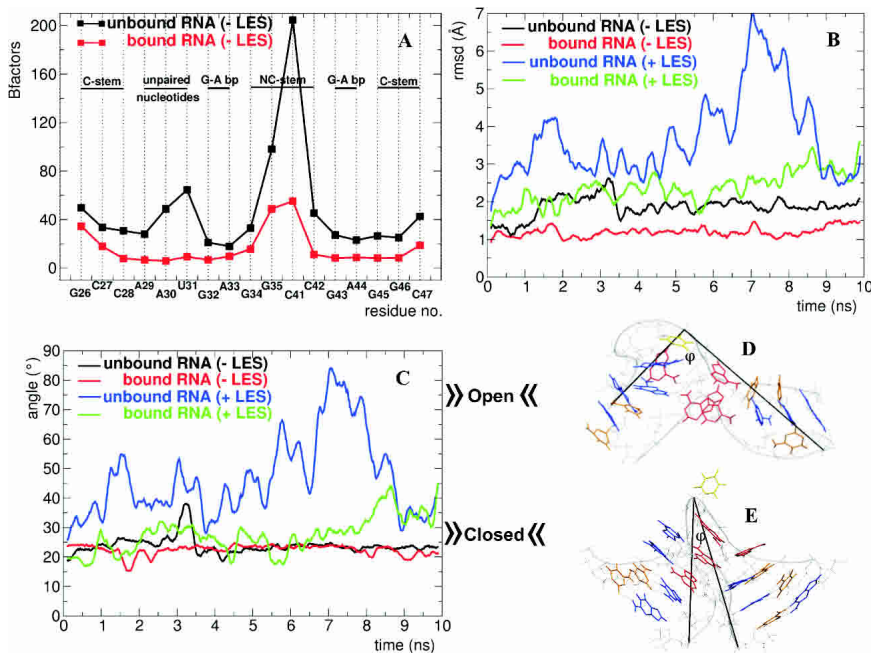 A
unbound RNA (- LES)
bound RNA (- LES)
Bfactors
200
160
120
80
40
0
C-stem
unpaired
nucleotides
G-A bp
NC-stem
G-A bp
C-stem
G26
C27
C28
A29
A30
U31
G32
A33
G34
G35
C41
C42
G43
A44
G45
G46
C47
residue no.
B
rmsd (Å)
7
6
5
4
3
2
1
0
unbound RNA (- LES)
bound RNA (- LES)
unbound RNA (+ LES)
bound RNA (+ LES)
0 1 2 3 4 5 6 7 8 9 10
time (ns)
C
angle (°)
90
80
70
60
50
40
30
20
10
0
unbound RNA (- LES)
bound RNA (- LES)
unbound RNA (+ LES)
bound RNA (+ LES)
0 1 2 3 4 5 6 7 8 9 10
time (ns)
Open
Closed
D
φ
E
φ